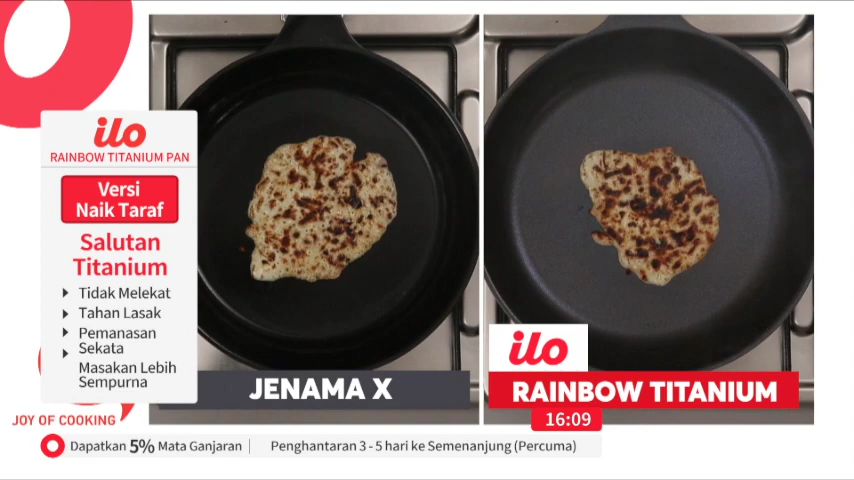 ilo
RAINBOW TITANIUM PAN
Versi
Naik Taraf
Salutan
Titanium
Tidak Melekat
Tahan Lasak
Pemanasan
Sekata
Masakan Lebih
Sempurna
JOY OF COOKING
JENAMA X
ilo
RAINBOW TITANIUM
16:09
Dapatkan 5% Mata Ganjaran
Penghantaran 3 - 5 hari ke Semenanjung (Percuma)